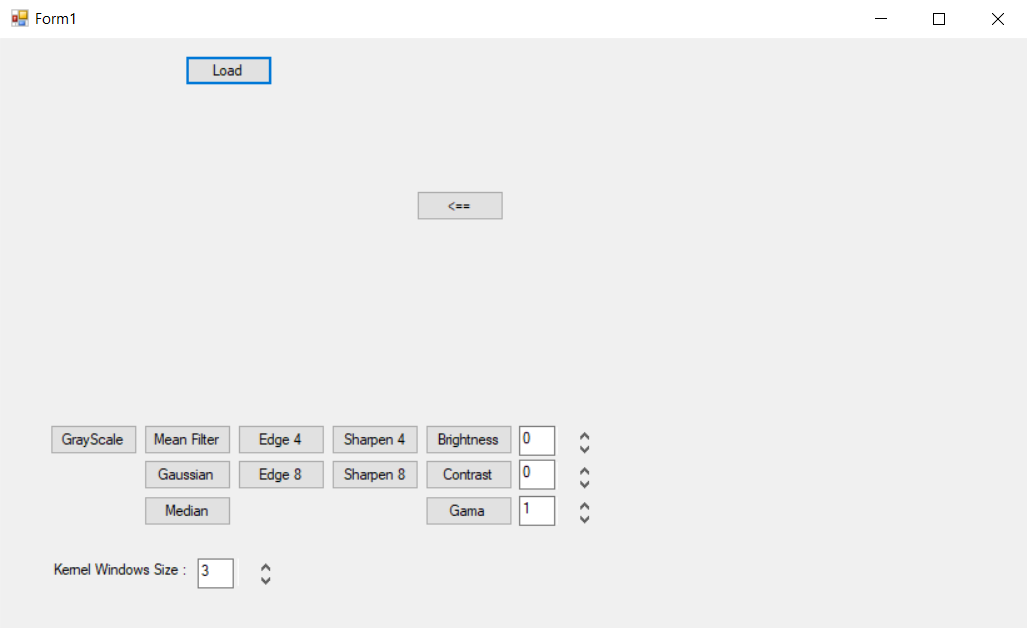 Form1
Load
<==
GrayScale Mean Filter Edge 4 Sharpen 4 Brightness 0
Gaussian Edge 8 Sharpen 8 Contrast 0
Median Gama 1
Kernel Windows Size : 3